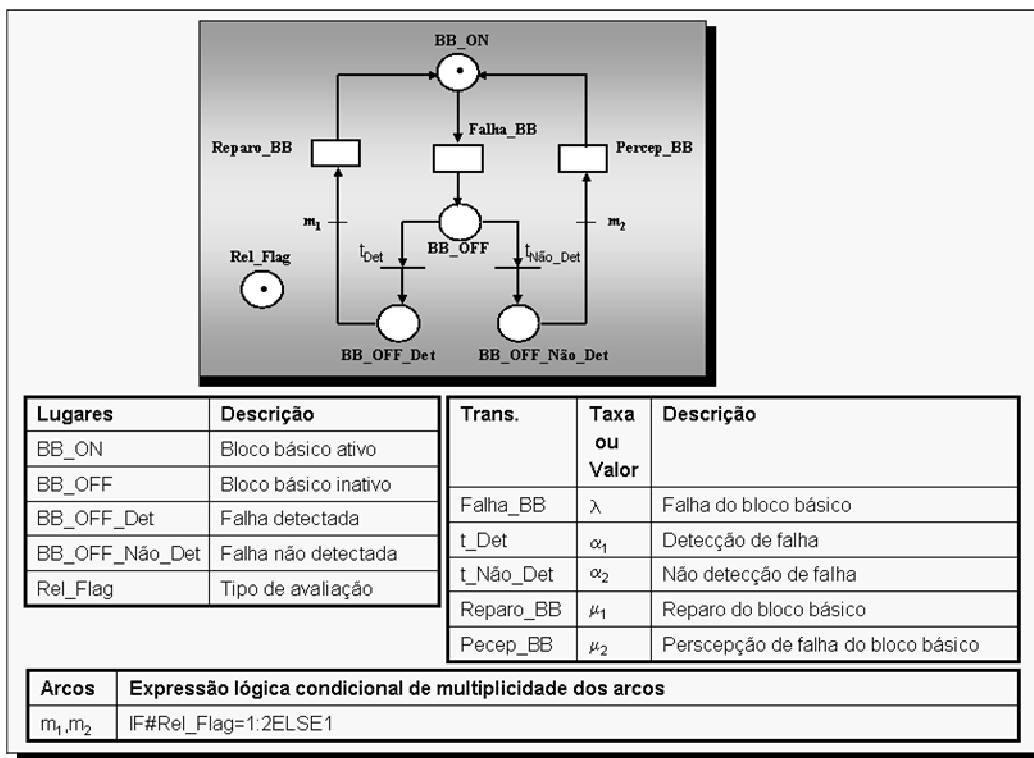 BB_ON
Falha_BB
Reparo_BB
Percep_BB
m1
m2
BB_OFF
Rel_Flag
tDet
tNão_Det
BB_OFF_Det
BB_OFF_Não_Det
Lugares Descrição
BB_ON Bloco básico ativo
BB_OFF Bloco básico inativo
BB_OFF_Det Falha detectada
BB_OFF_Não_Det Falha não detectada
Rel_Flag Tipo de avaliação
Trans. Taxa ou Valor Descrição
Falha_BB λ Falha do bloco básico
t_Det α1 Detecção de falha
t_Não_Det α2 Não detecção de falha
Reparo_BB μ1 Reparo do bloco básico
Pecep_BB μ2 Perscepção de falha do bloco básico
Arcos Expressão lógica condicional de multiplicidade dos arcos
m1,m2 IF#Rel_Flag=1:2ELSE1